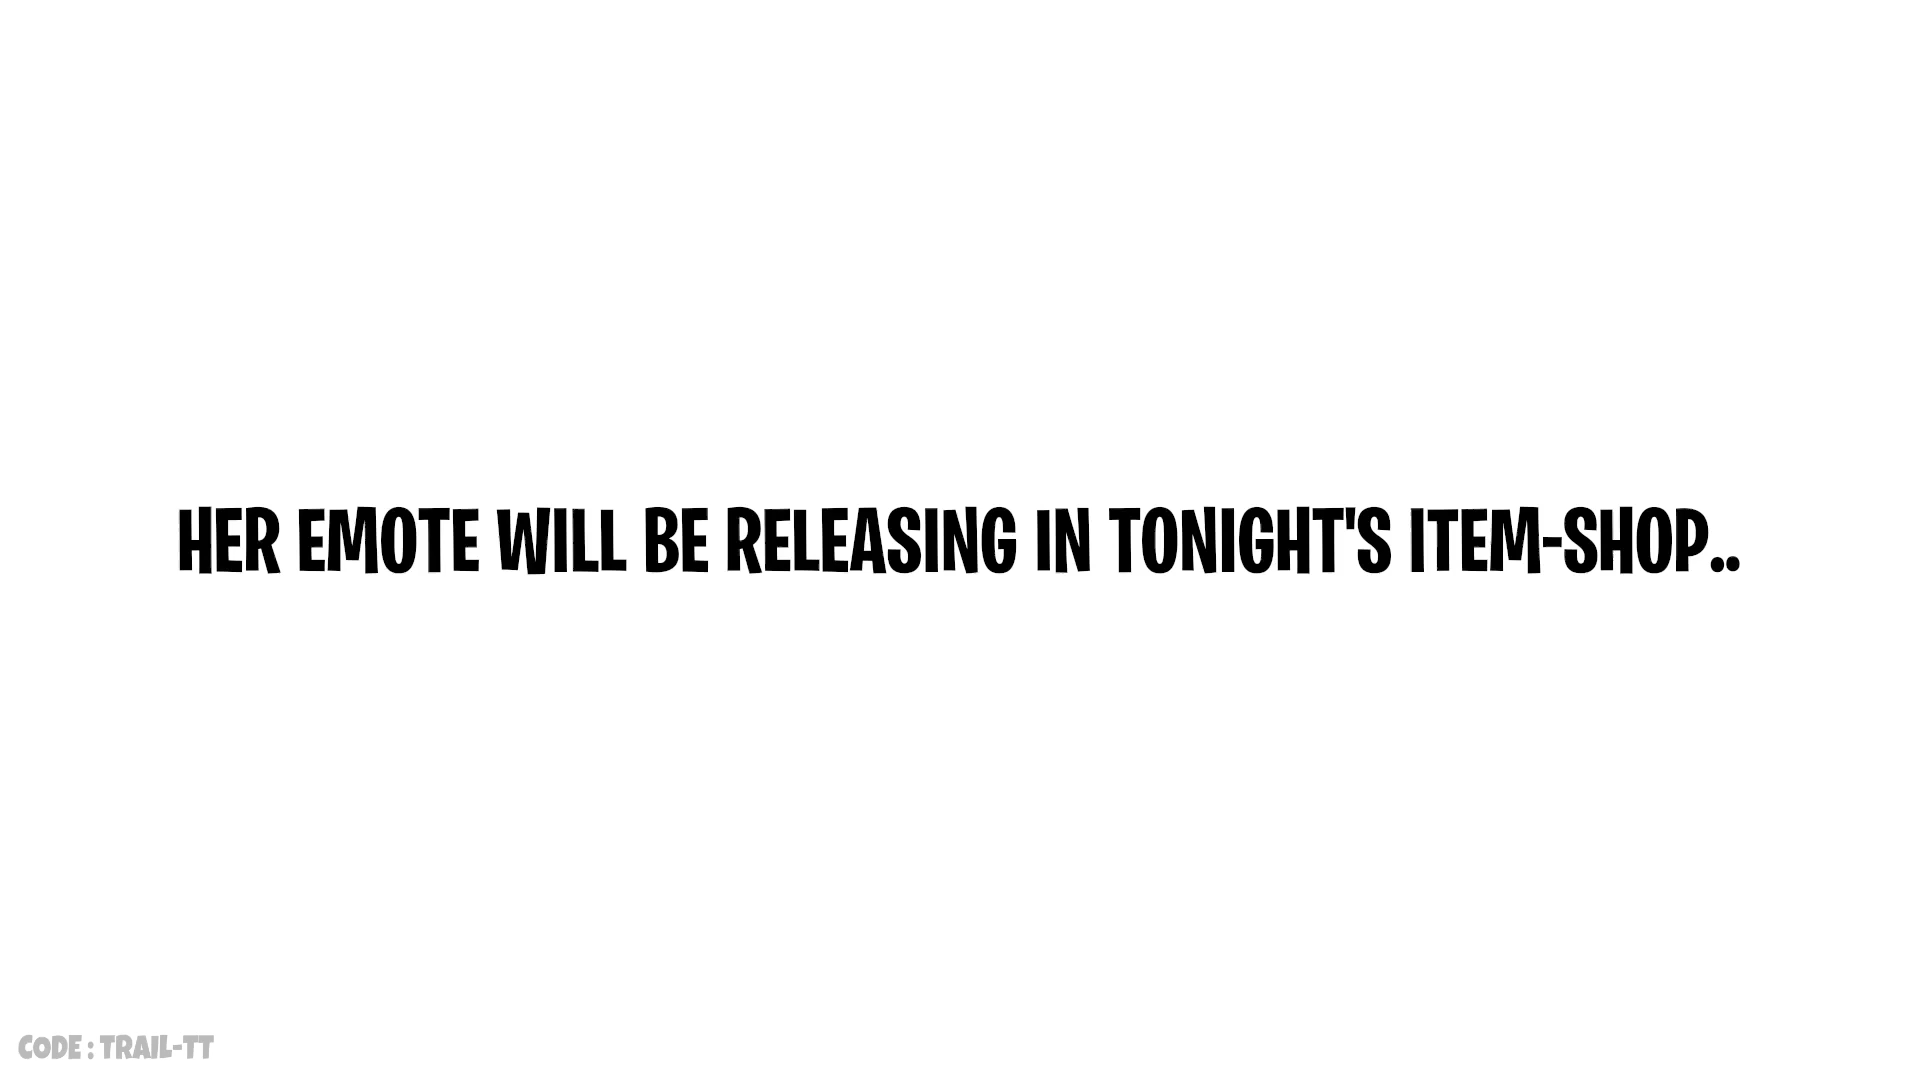 HER EMOTE WILL BE RELEASING IN TONIGHT'S ITEM-SHOP..
CODE : TRAIL-TT